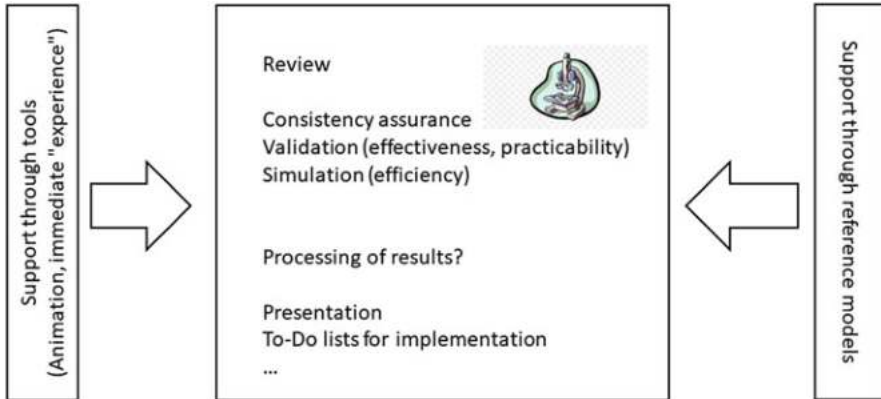 Support through tools
(Animation, immediate "experience")
Review
Consistency assurance
Validation (effectiveness, practicability)
Simulation (efficiency)
Processing of results?
Presentation
To-Do lists for implementation
...
Support through reference models